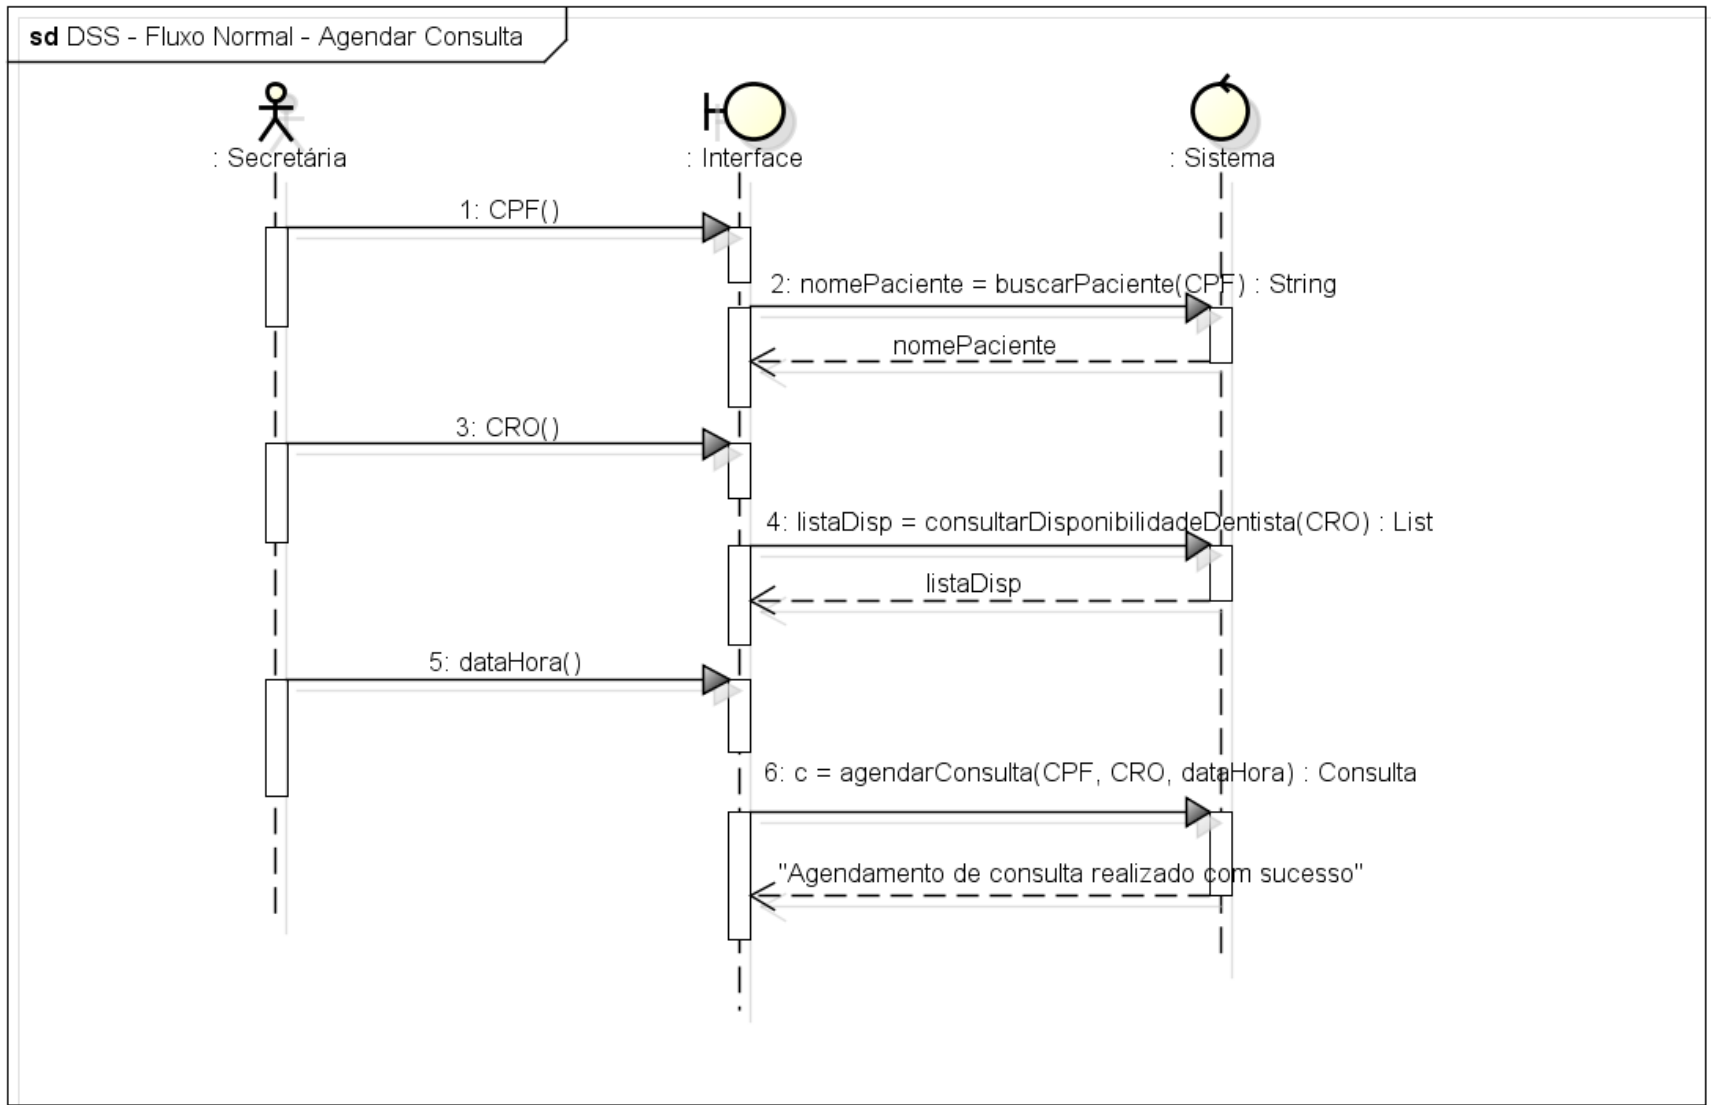 sd DSS - Fluxo Normal - Agendar Consulta
: Secretária
: Interface
: Sistema
1: CPF()
2: nomePaciente = buscarPaciente(CPF) : String
nomePaciente
3: CRO()
4: listaDisp = consultarDisponibilidadeDentista(CRO) : List
listaDisp
5: dataHora()
6: c = agendarConsulta(CPF, CRO, dataHora) : Consulta
"Agendamento de consulta realizado com sucesso"